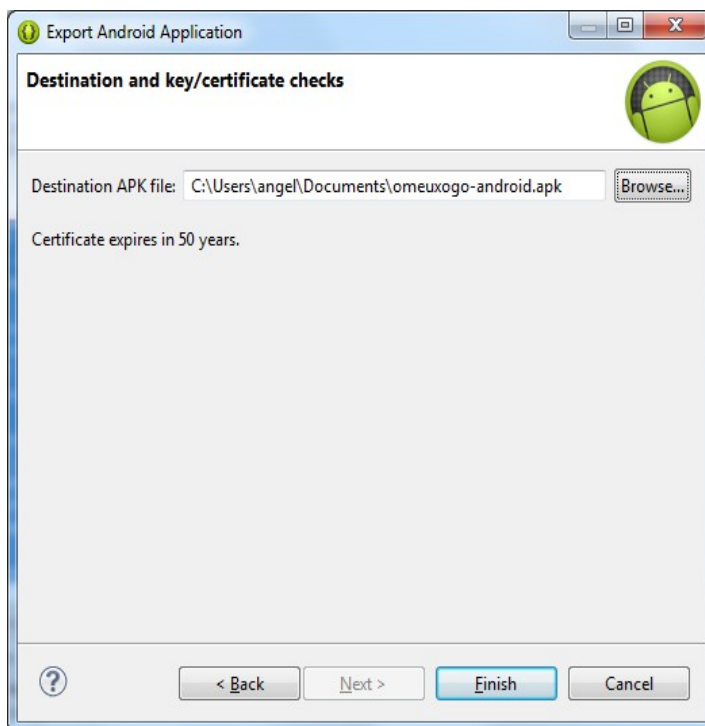 Export Android Application
Destination and key/certificate checks
Destination APK file: C:\Users\angel\Documents\omeuxogo-android.apk Browse...
Certificate expires in 50 years.
? < Back Next > Finish Cancel